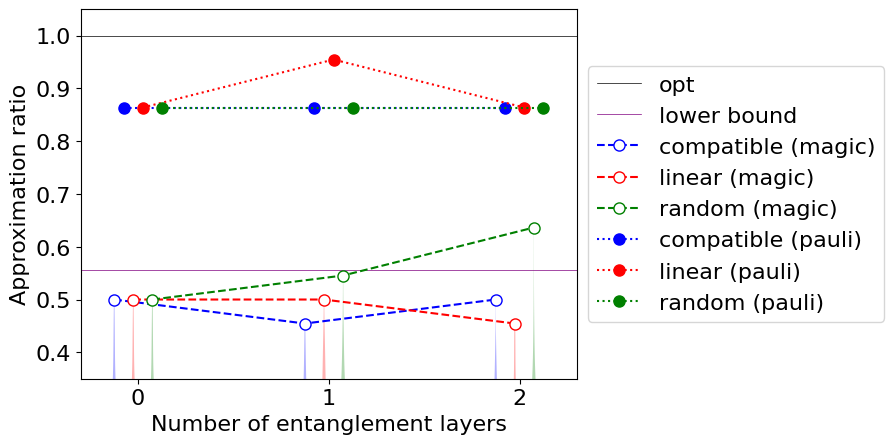 1.0
0.9
0.8
0.7
0.6
0.5
0.4
Approximation ratio
0 1 2
Number of entanglement layers
opt
lower bound
compatible (magic)
linear (magic)
random (magic)
compatible (pauli)
linear (pauli)
random (pauli)